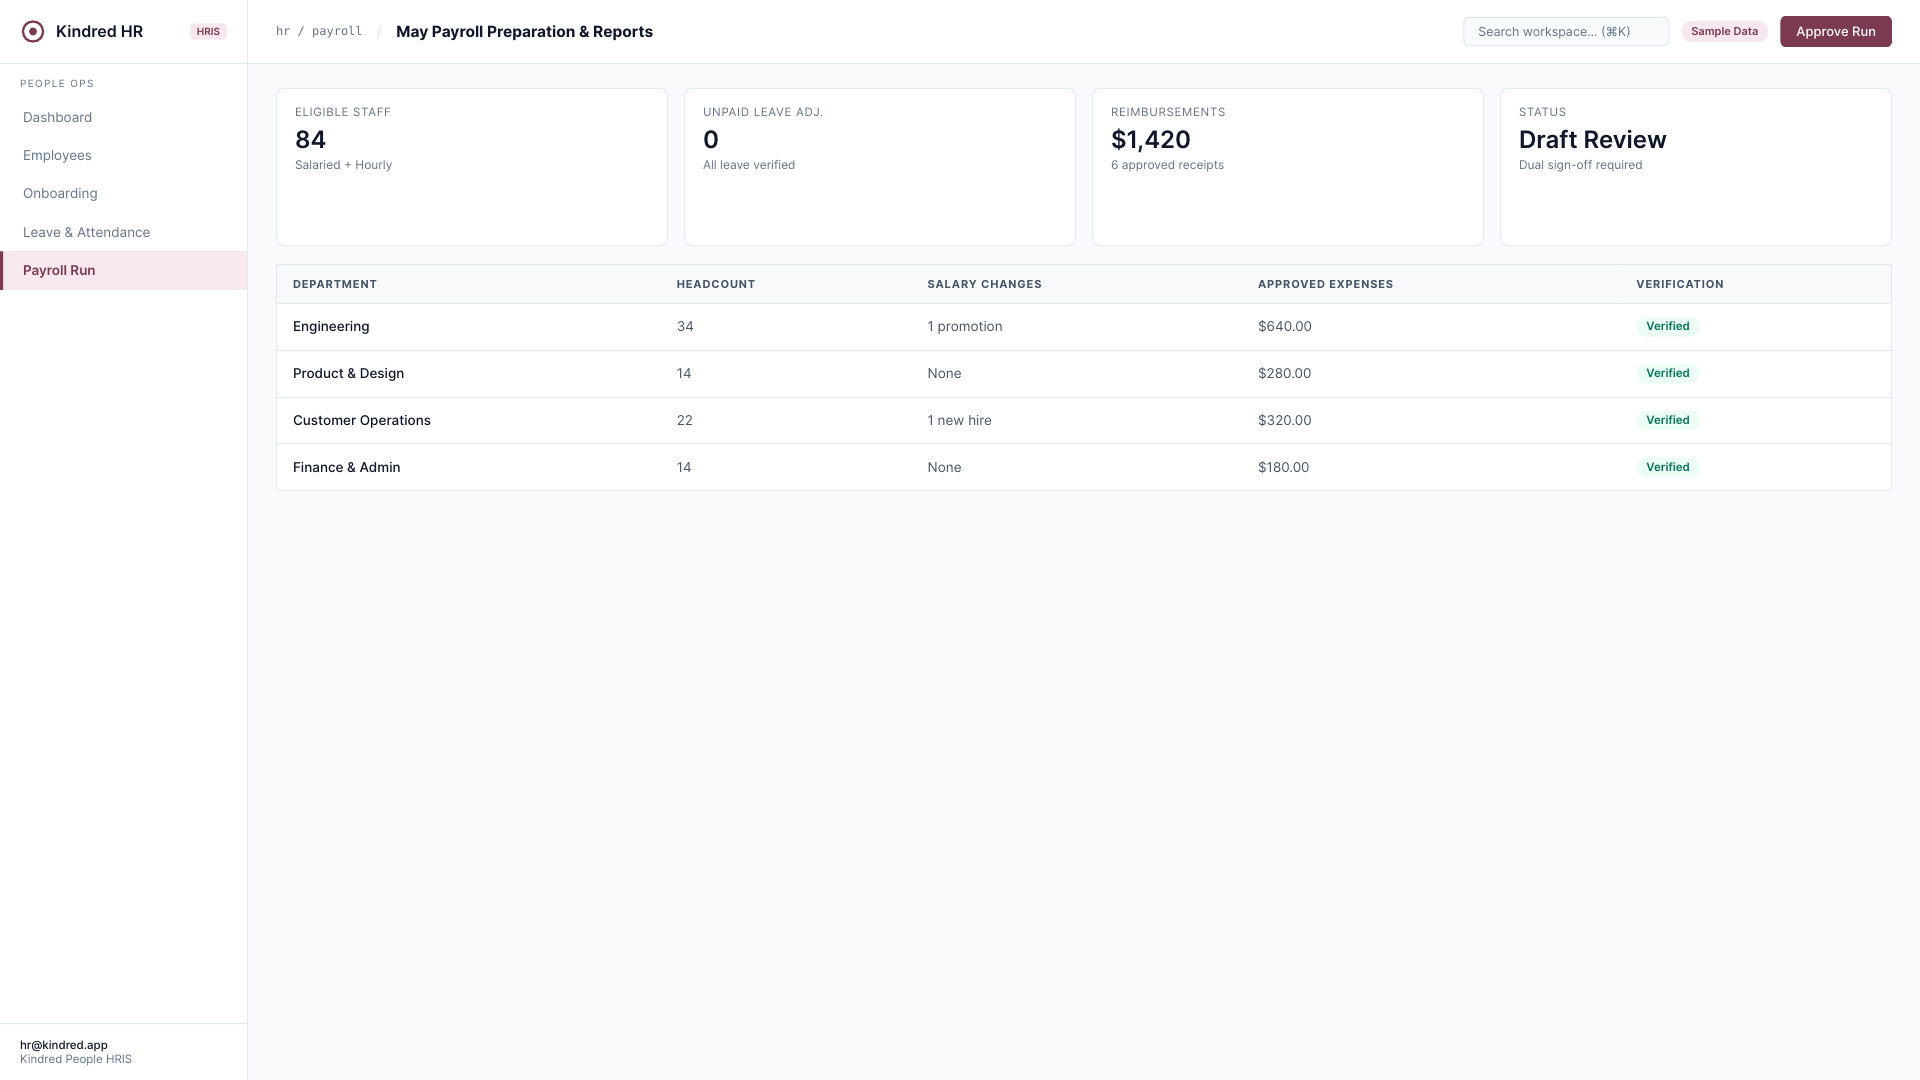 Kindred HR
HRIS
hr / payroll / May Payroll Preparation & Reports
Search workspace... (⌘K)
Sample Data
Approve Run
PEOPLE OPS
Dashboard
Employees
Onboarding
Leave & Attendance
Payroll Run
ELIGIBLE STAFF
84
Salaried + Hourly
UNPAID LEAVE ADJ.
0
All leave verified
REIMBURSEMENTS
$1,420
6 approved receipts
STATUS
Draft Review
Dual sign-off required
DEPARTMENT HEADCOUNT SALARY CHANGES APPROVED EXPENSES VERIFICATION
Engineering 34 1 promotion $640.00 Verified
Product & Design 14 None $280.00 Verified
Customer Operations 22 1 new hire $320.00 Verified
Finance & Admin 14 None $180.00 Verified
hr@kindred.app
Kindred People HRIS